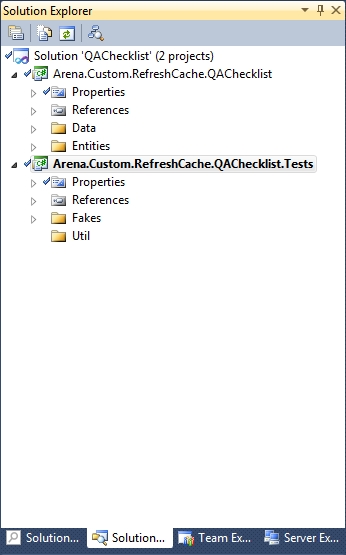 Solution Explorer
Solution 'QAChecklist' (2 projects)
Arena.Custom.RefreshCache.QAChecklist
Properties
References
Data
Entities
Arena.Custom.RefreshCache.QAChecklist.Tests
Properties
References
Fakes
Util
Solution... Solution... Team Ex... Server Ex...